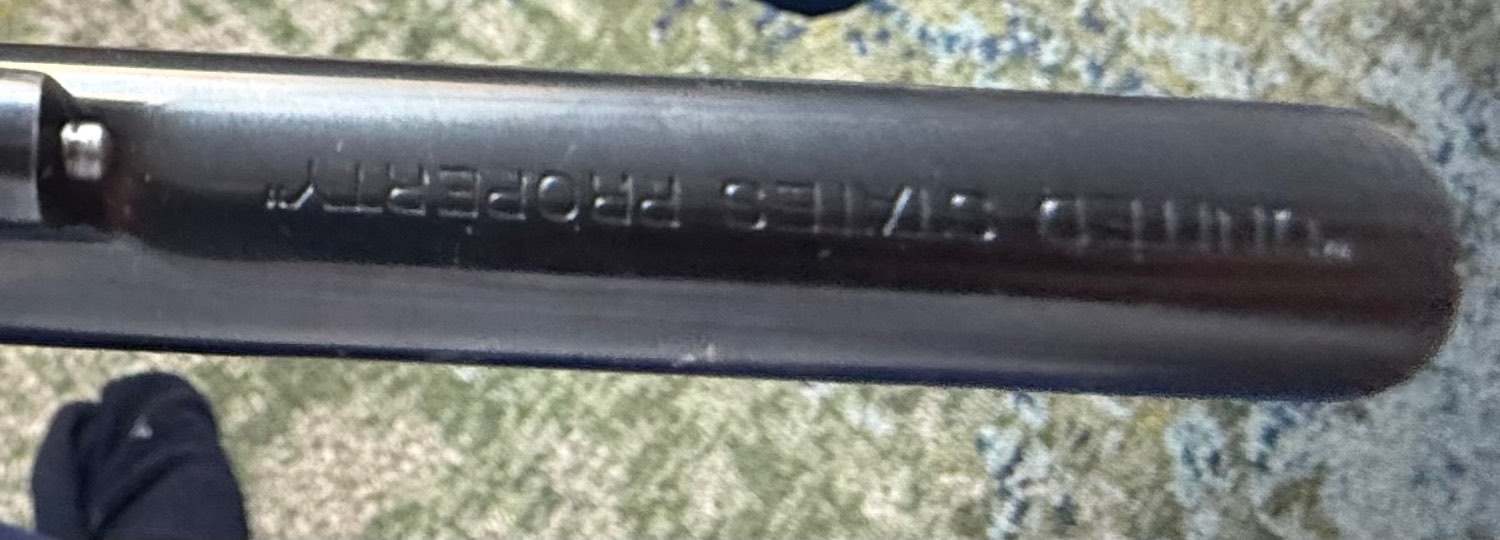 "UNITED STATES PROPERTY"